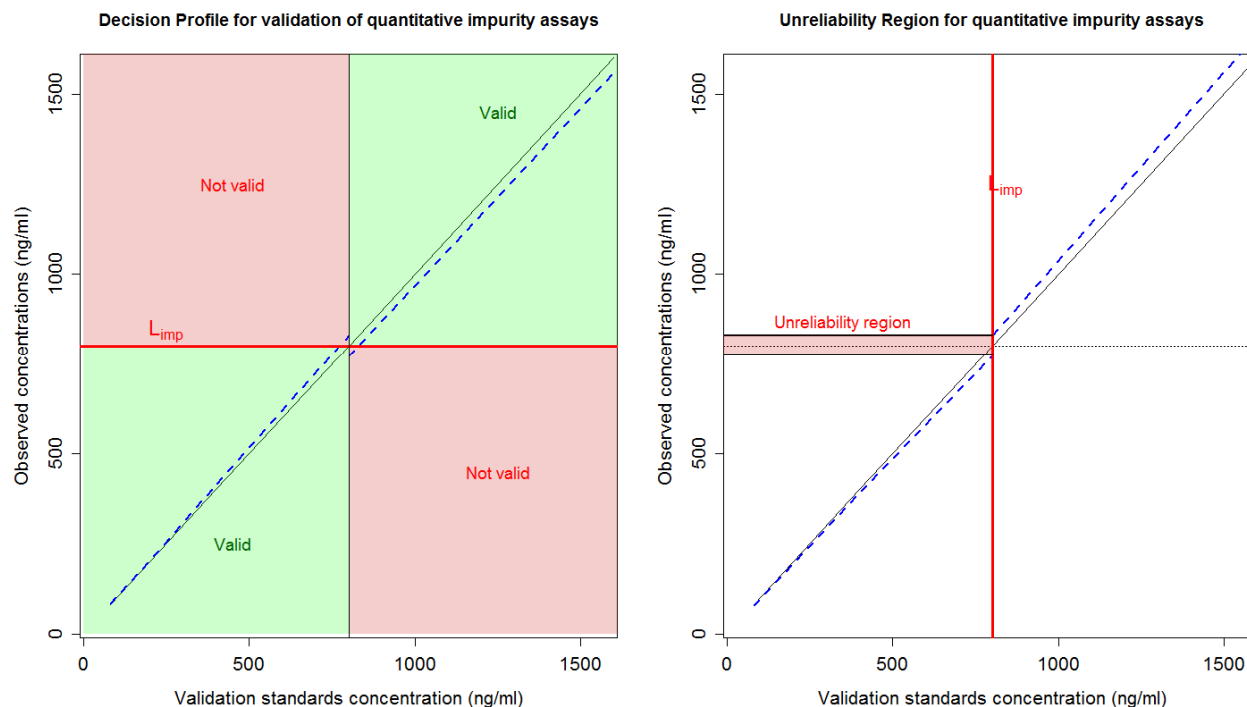 Decision Profile for validation of quantitative impurity assays
Observed concentrations (ng/ml)
1500
1000
500
0
Valid
Not valid
Limp
Not valid
Valid
0 500 1000 1500
Validation standards concentration (ng/ml)
Unreliability Region for quantitative impurity assays
Observed concentrations (ng/ml)
1500
1000
500
0
Limp
Unreliability region
0 500 1000 1500
Validation standards concentration (ng/ml)